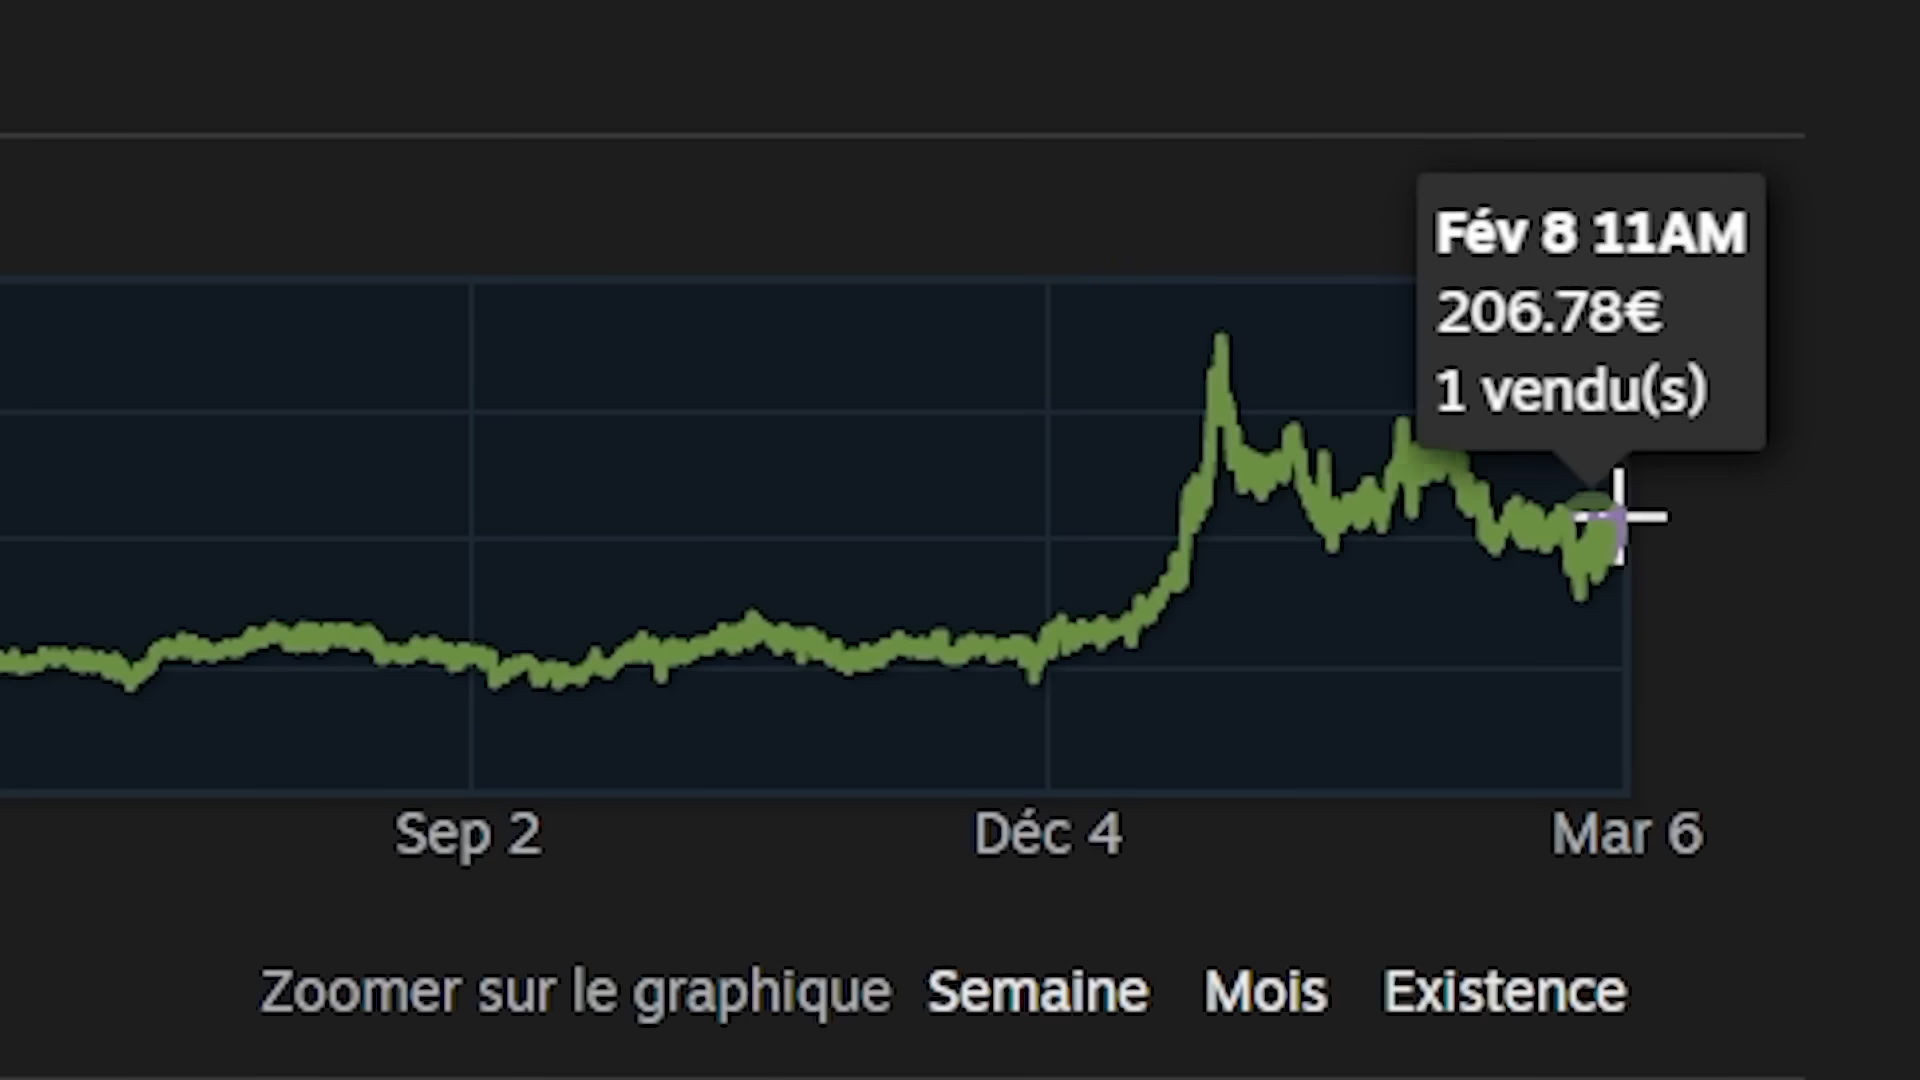 Fév 8 11AM
206.78€
1 vendu(s)
Sep 2 Déc 4 Mar 6
Zoomer sur le graphique Semaine Mois Existence